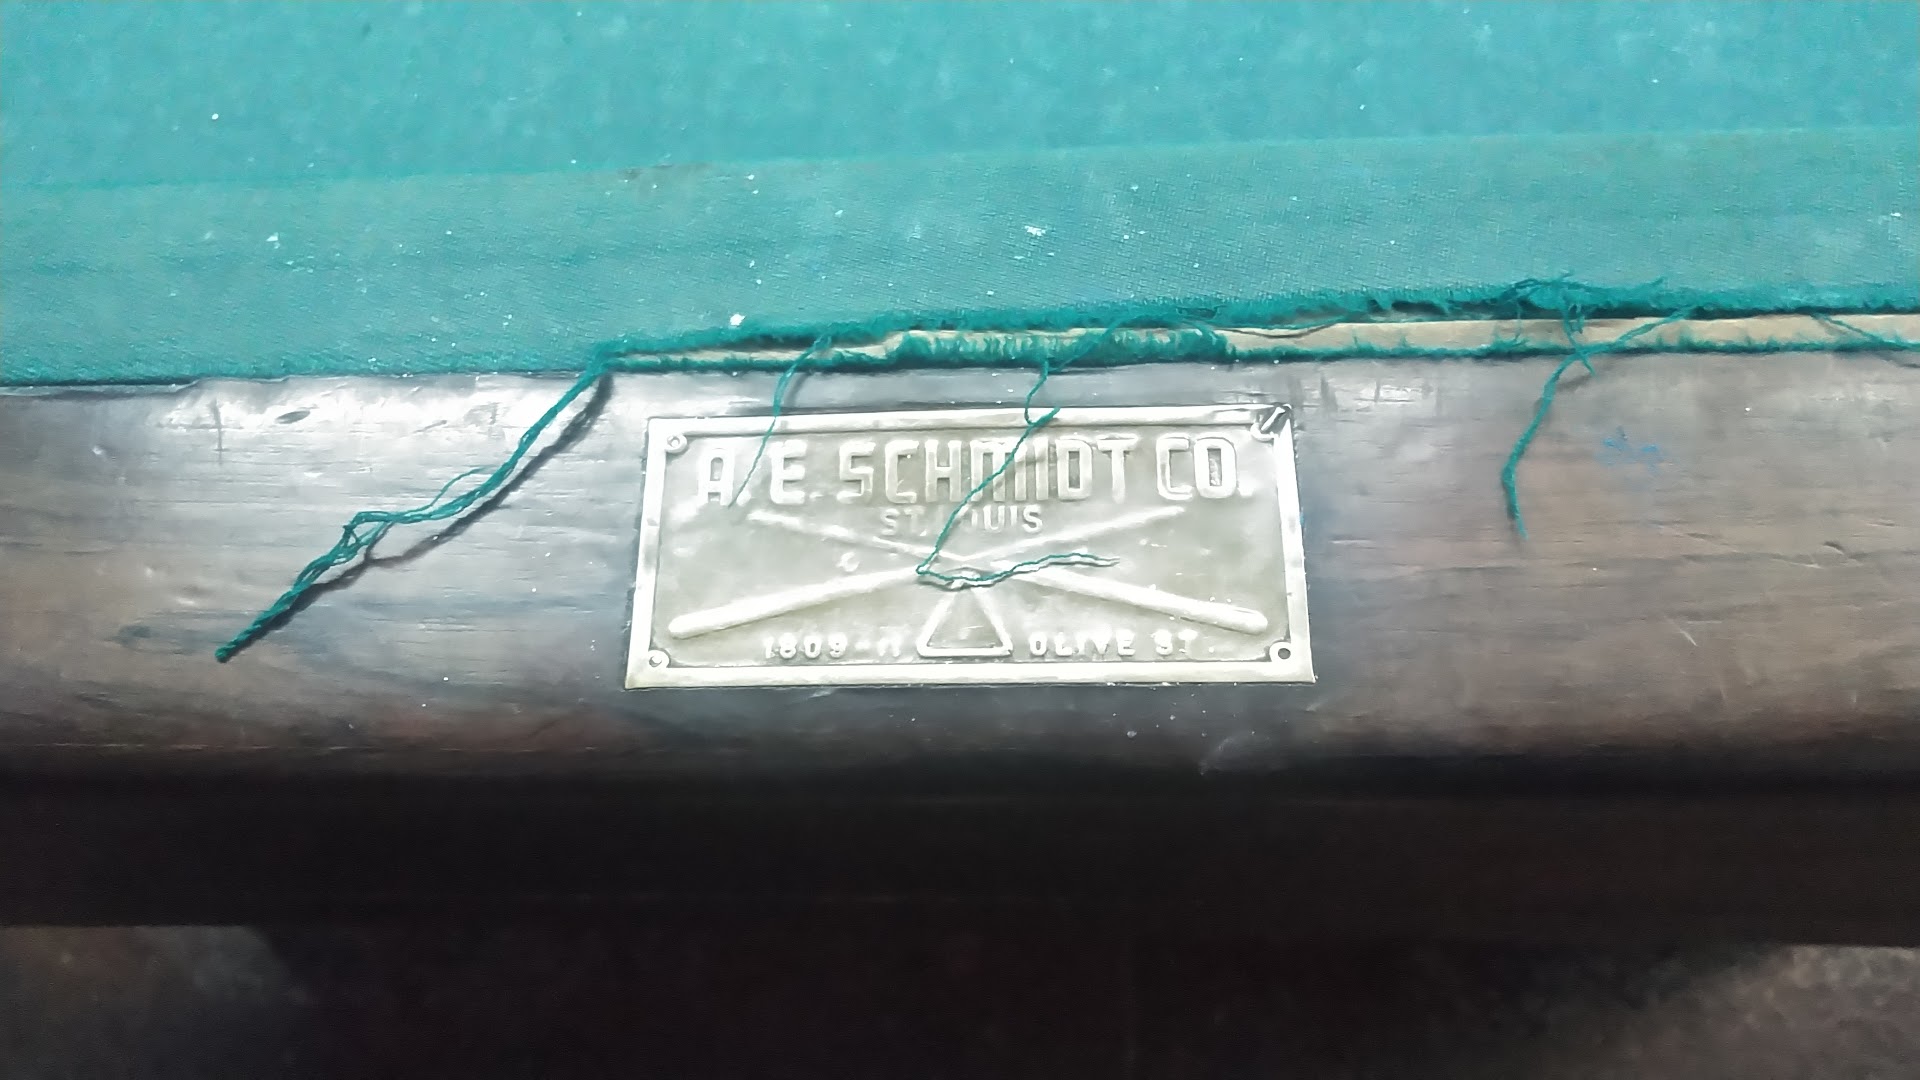 A.E. SCHMIDT CO.
ST. LOUIS
1809-11 OLIVE ST.